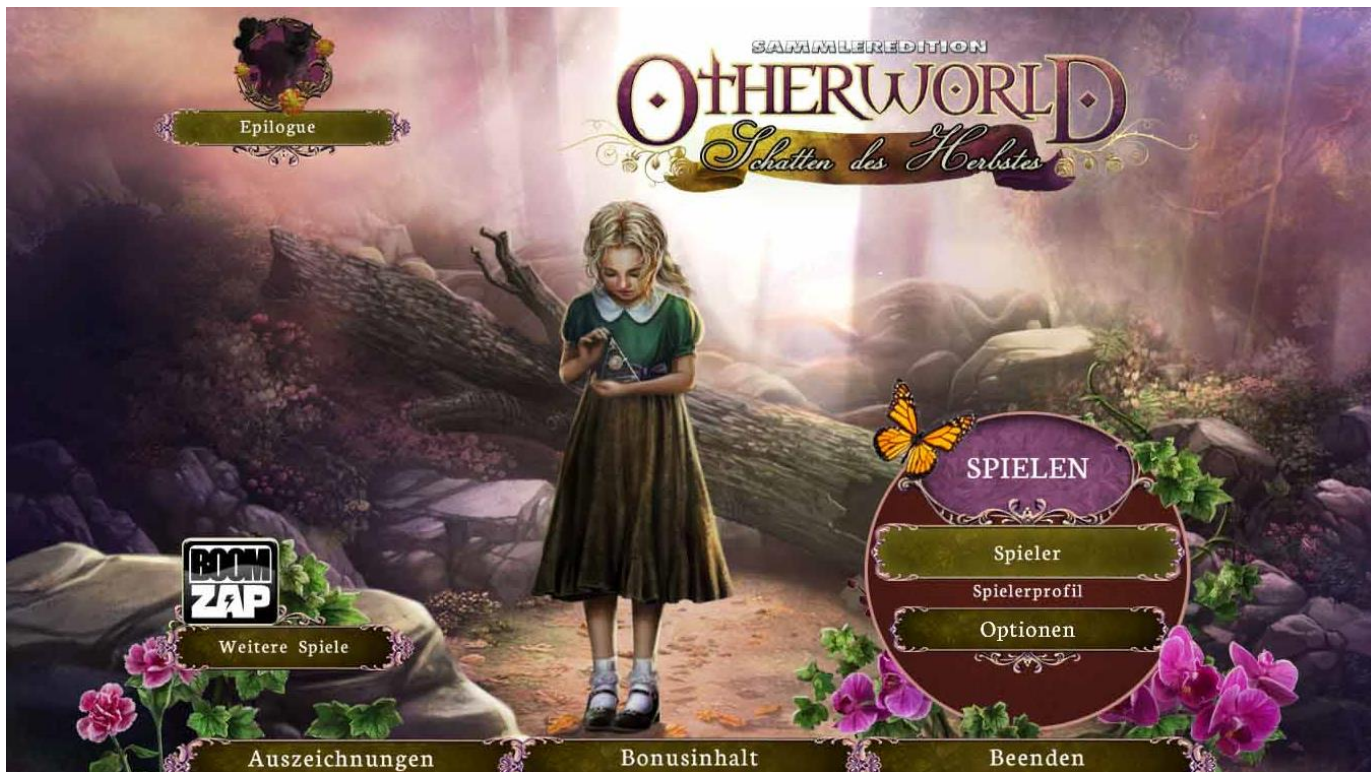 Epilogue
SAMMLEREDITION
OTHERWORLD
Schatten des Herbstes
SPIELEN
Spieler
Spielerprofil
Optionen
BOOM
ZAP
Weitere Spiele
Auszeichnungen
Bonusinhalt
Beenden